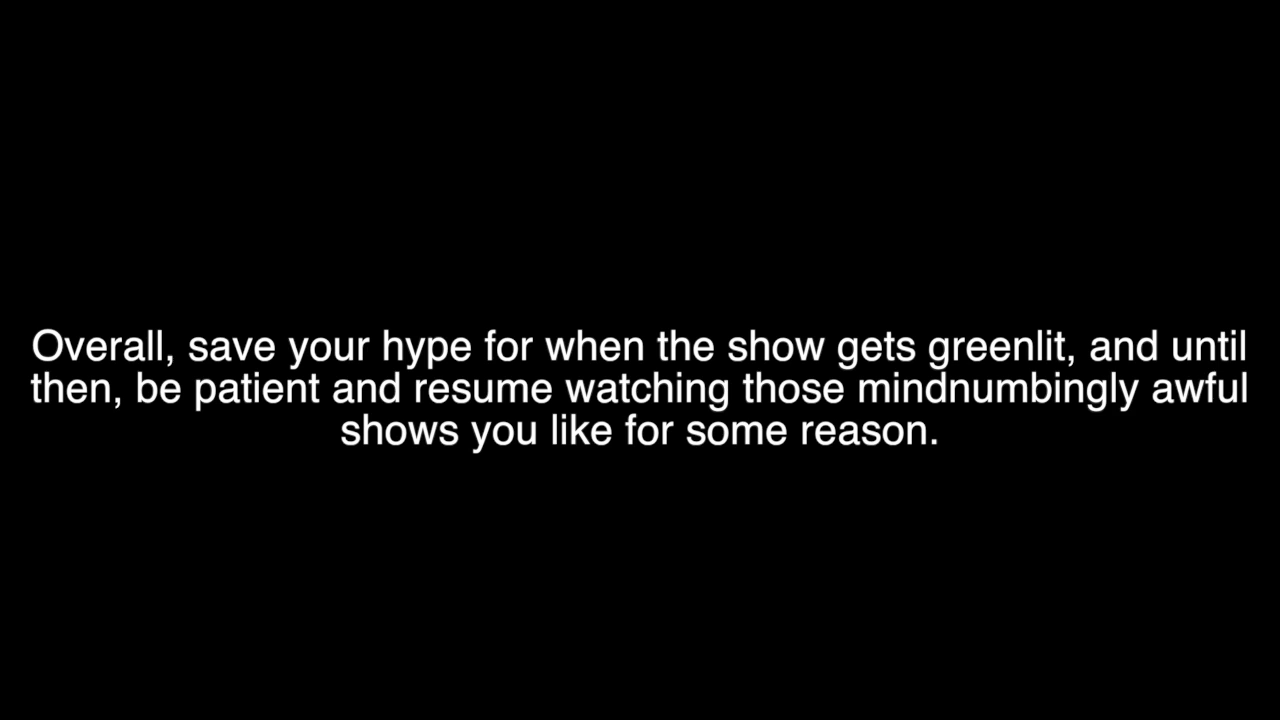 Overall, save your hype for when the show gets greenlit, and until
then, be patient and resume watching those mindnumbingly awful
shows you like for some reason.